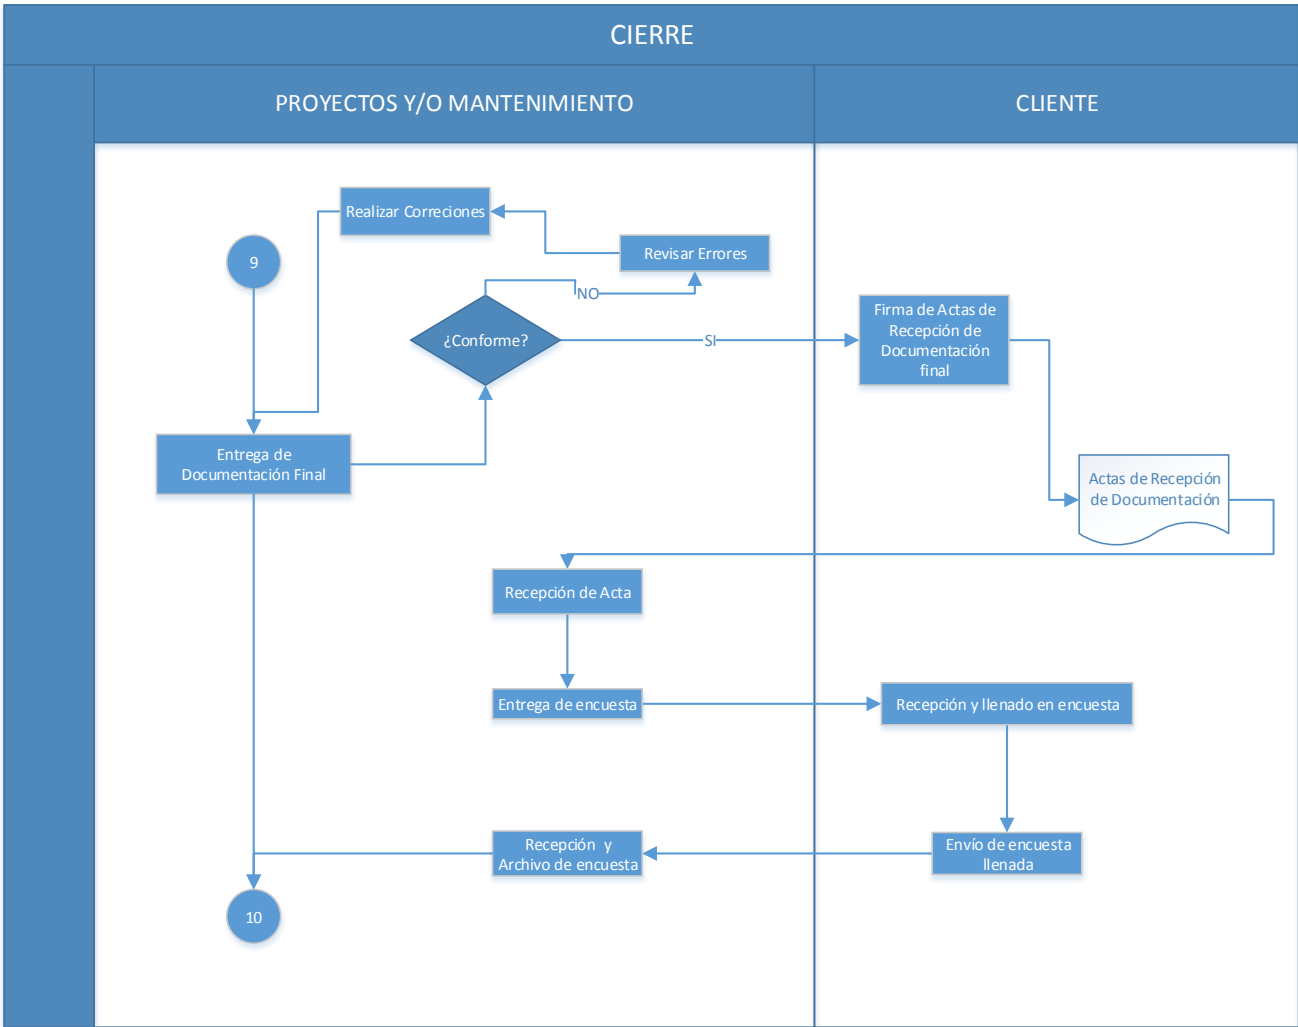 CIERRE
PROYECTOS Y/O MANTENIMIENTO
CLIENTE
Realizar Correciones
Revisar Errores
9
NO
¿Conforme?
SI
Firma de Actas de
Recepción de
Documentación
final
Entrega de
Documentación Final
Actas de Recepción
de Documentación
Recepción de Acta
Entrega de encuesta
Recepción y llenado en encuesta
Recepción y
Archivo de encuesta
Envío de encuesta
llenada
10